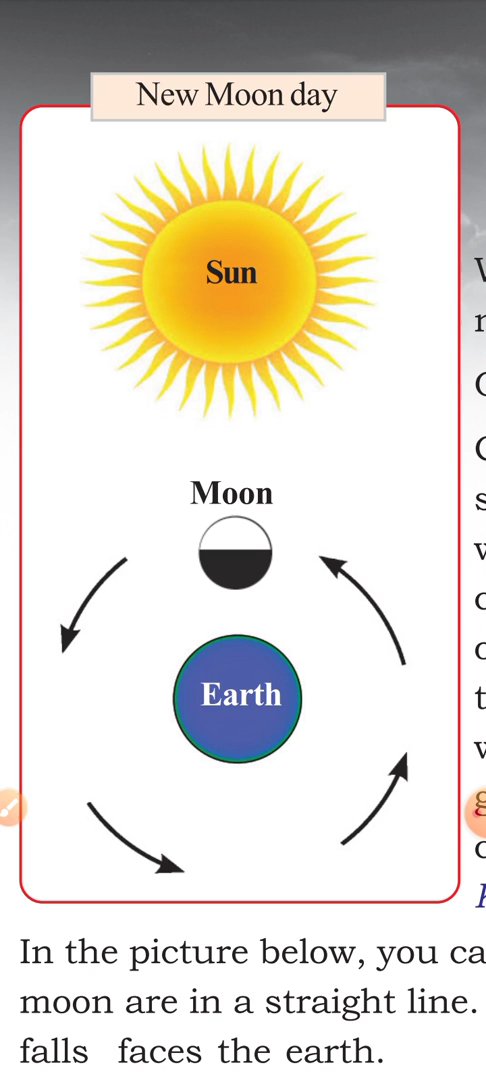 New Moon day
Sun
Moon
Earth
In the picture below, you
moon are in a straight line.
falls faces the earth.